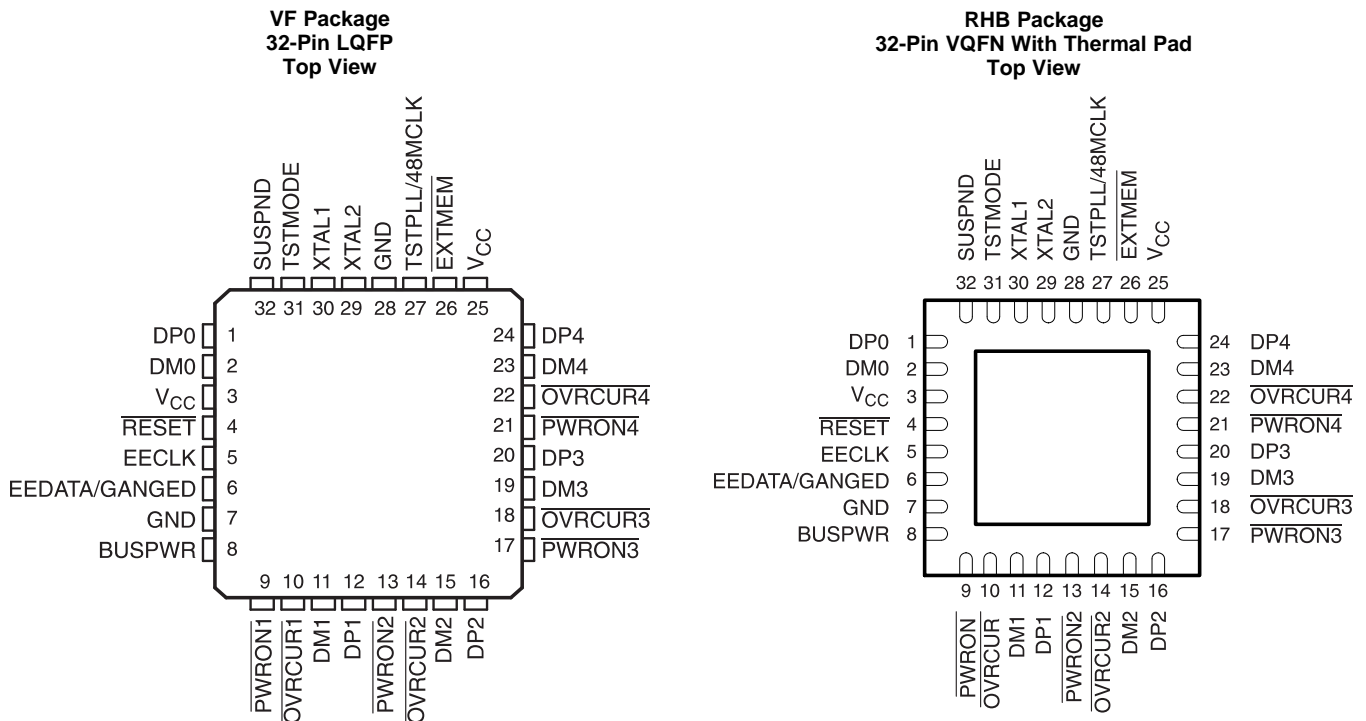 VF Package
32-Pin LQFP
Top View
SUSPND
TSTMODE
XTAL1
XTAL2
GND
TSTPLL/48MCLK
EXTMEM
VCC
32 31 30 29 28 27 26 25
DP0 1
DM0 2
VCC 3
RESET 4
EECLK 5
EEDATA/GANGED 6
GND 7
BUSPWR 8
24 DP4
23 DM4
22 OVRCUR4
21 PWRON4
20 DP3
19 DM3
18 OVRCUR3
17 PWRON3
9 10 11 12 13 14 15 16
PWRON1
OVRCUR1
DM1
DP1
PWRON2
OVRCUR2
DM2
DP2
RHB Package
32-Pin VQFN With Thermal Pad
Top View
SUSPND
TSTMODE
XTAL1
XTAL2
GND
TSTPLL/48MCLK
EXTMEM
VCC
32 31 30 29 28 27 26 25
DP0 1
DM0 2
VCC 3
RESET 4
EECLK 5
EEDATA/GANGED 6
GND 7
BUSPWR 8
24 DP4
23 DM4
22 OVRCUR4
21 PWRON4
20 DP3
19 DM3
18 OVRCUR3
17 PWRON3
9 10 11 12 13 14 15 16
PWRON
OVRCUR
DM1
DP1
PWRON2
OVRCUR2
DM2
DP2